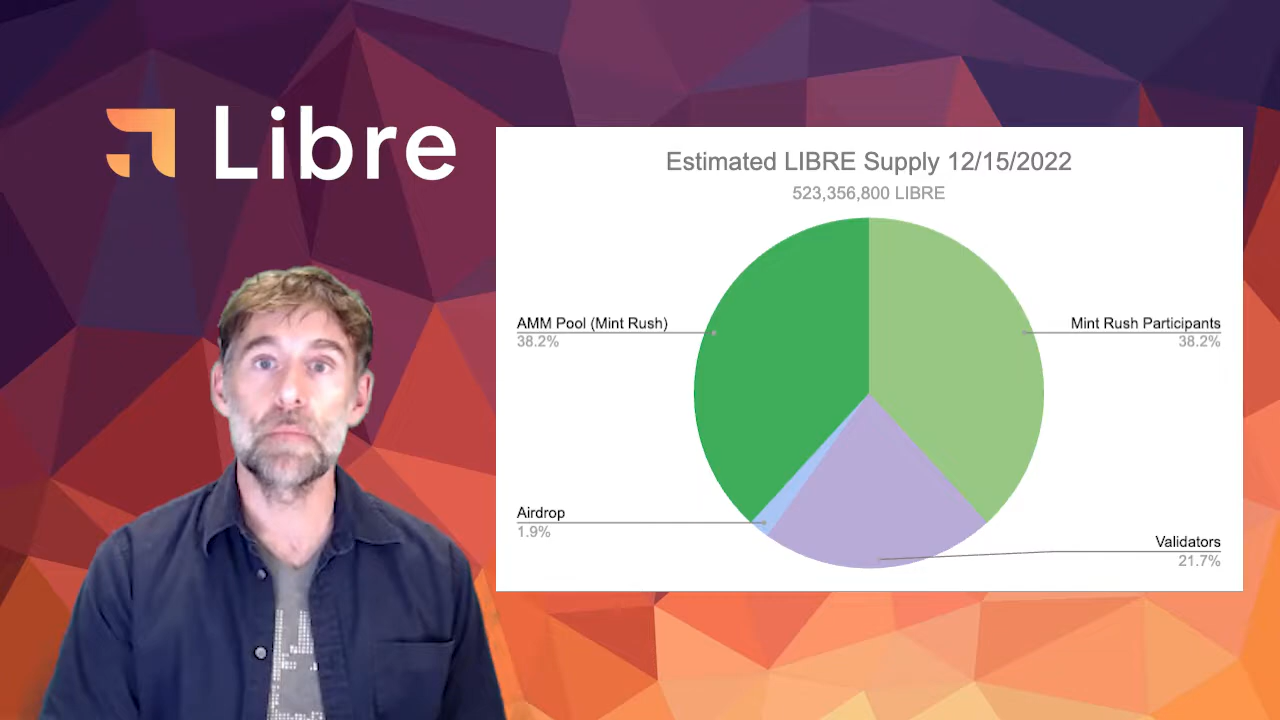 Libre
Estimated LIBRE Supply 12/15/2022
523,356,800 LIBRE
AMM Pool (Mint Rush)
38.2%
Mint Rush Participants
38.2%
Airdrop
1.9%
Validators
21.7%